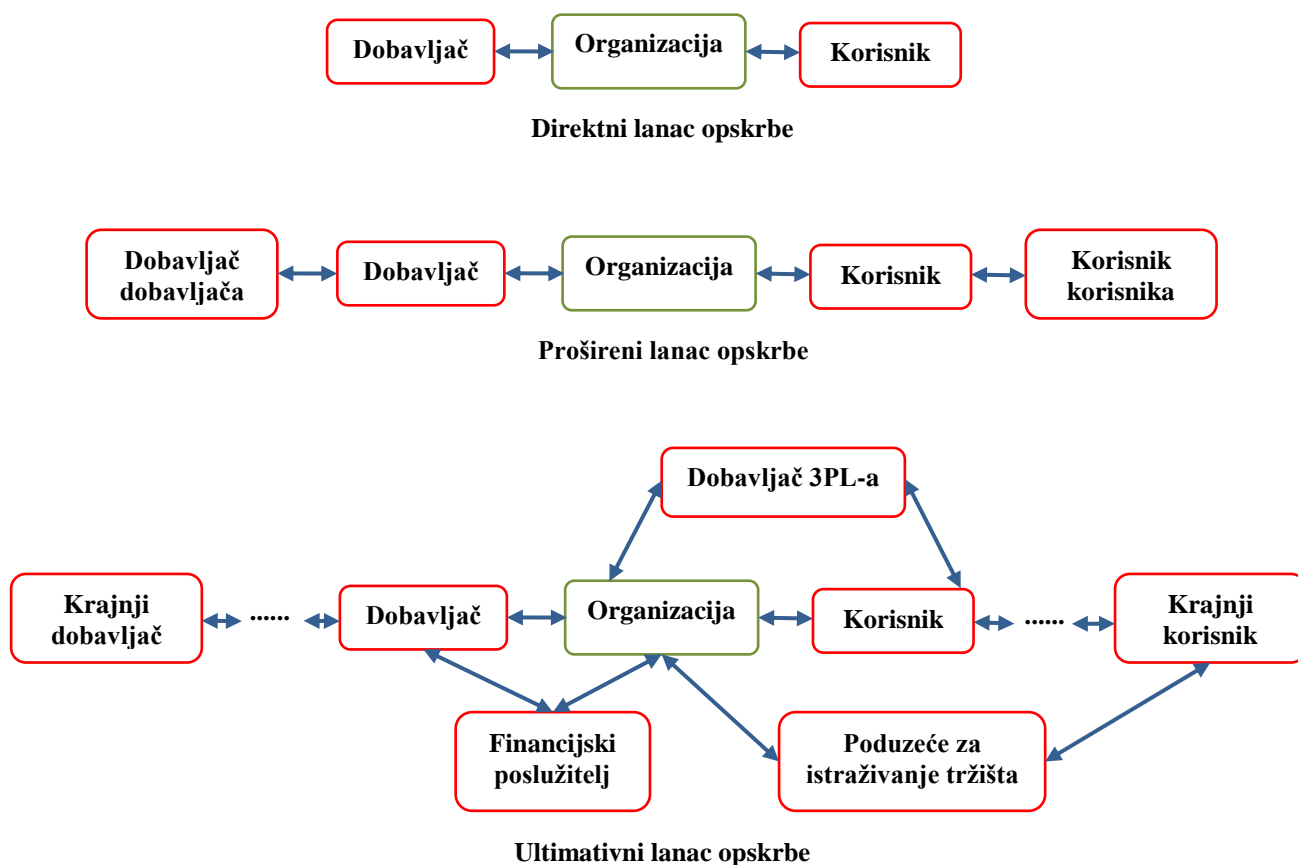 Dobavljač
Organizacija
Korisnik
Direktni lanac opskrbe
Dobavljač
dobavljača
Dobavljač
Organizacija
Korisnik
Korisnik
korisnika
Prošireni lanac opskrbe
Dobavljač 3PL-a
Krajnji
dobavljač
......
Dobavljač
Organizacija
Korisnik
......
Krajnji
korisnik
Financijski
poslužitelj
Poduzeće za
istraživanje tržišta
Ultimativni lanac opskrbe